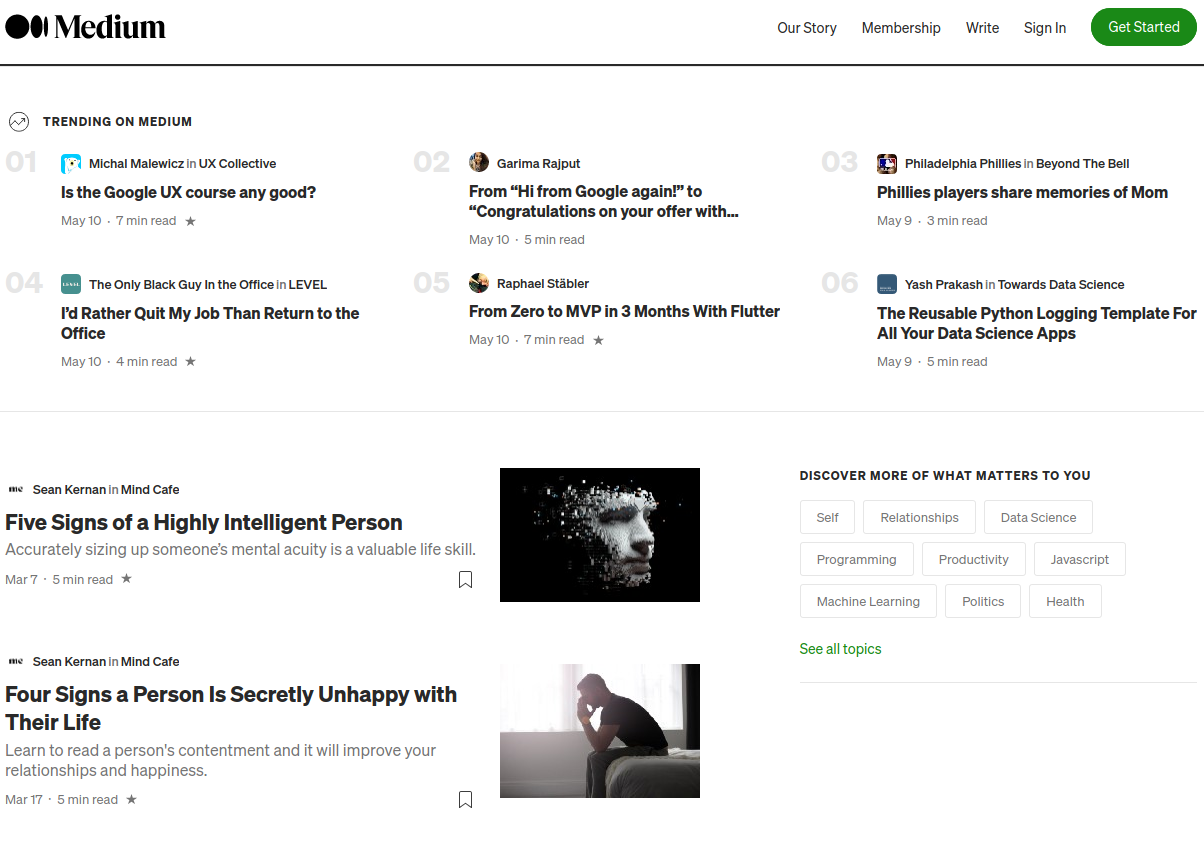 Medium
Our Story Membership Write Sign In Get Started
TRENDING ON MEDIUM
01
Michal Malewicz in UX Collective
Is the Google UX course any good?
May 10 · 7 min read ★
02
Garima Rajput
From “Hi from Google again!” to
“Congratulations on your offer with...
May 10 · 5 min read
03
Philadelphia Phillies in Beyond The Bell
Phillies players share memories of Mom
May 9 · 3 min read
04
LEVEL
The Only Black Guy In the Office in LEVEL
I’d Rather Quit My Job Than Return to the
Office
May 10 · 4 min read ★
05
Raphael Stäbler
From Zero to MVP in 3 Months With Flutter
May 10 · 7 min read ★
06
Yash Prakash in Towards Data Science
The Reusable Python Logging Template For
All Your Data Science Apps
May 9 · 5 min read
Sean Kernan in Mind Cafe
Five Signs of a Highly Intelligent Person
Accurately sizing up someone’s mental acuity is a valuable life skill.
Mar 7 · 5 min read ★
Sean Kernan in Mind Cafe
Four Signs a Person Is Secretly Unhappy with
Their Life
Learn to read a person's contentment and it will improve your
relationships and happiness.
Mar 17 · 5 min read ★
DISCOVER MORE OF WHAT MATTERS TO YOU
Self Relationships Data Science
Programming Productivity Javascript
Machine Learning Politics Health
See all topics